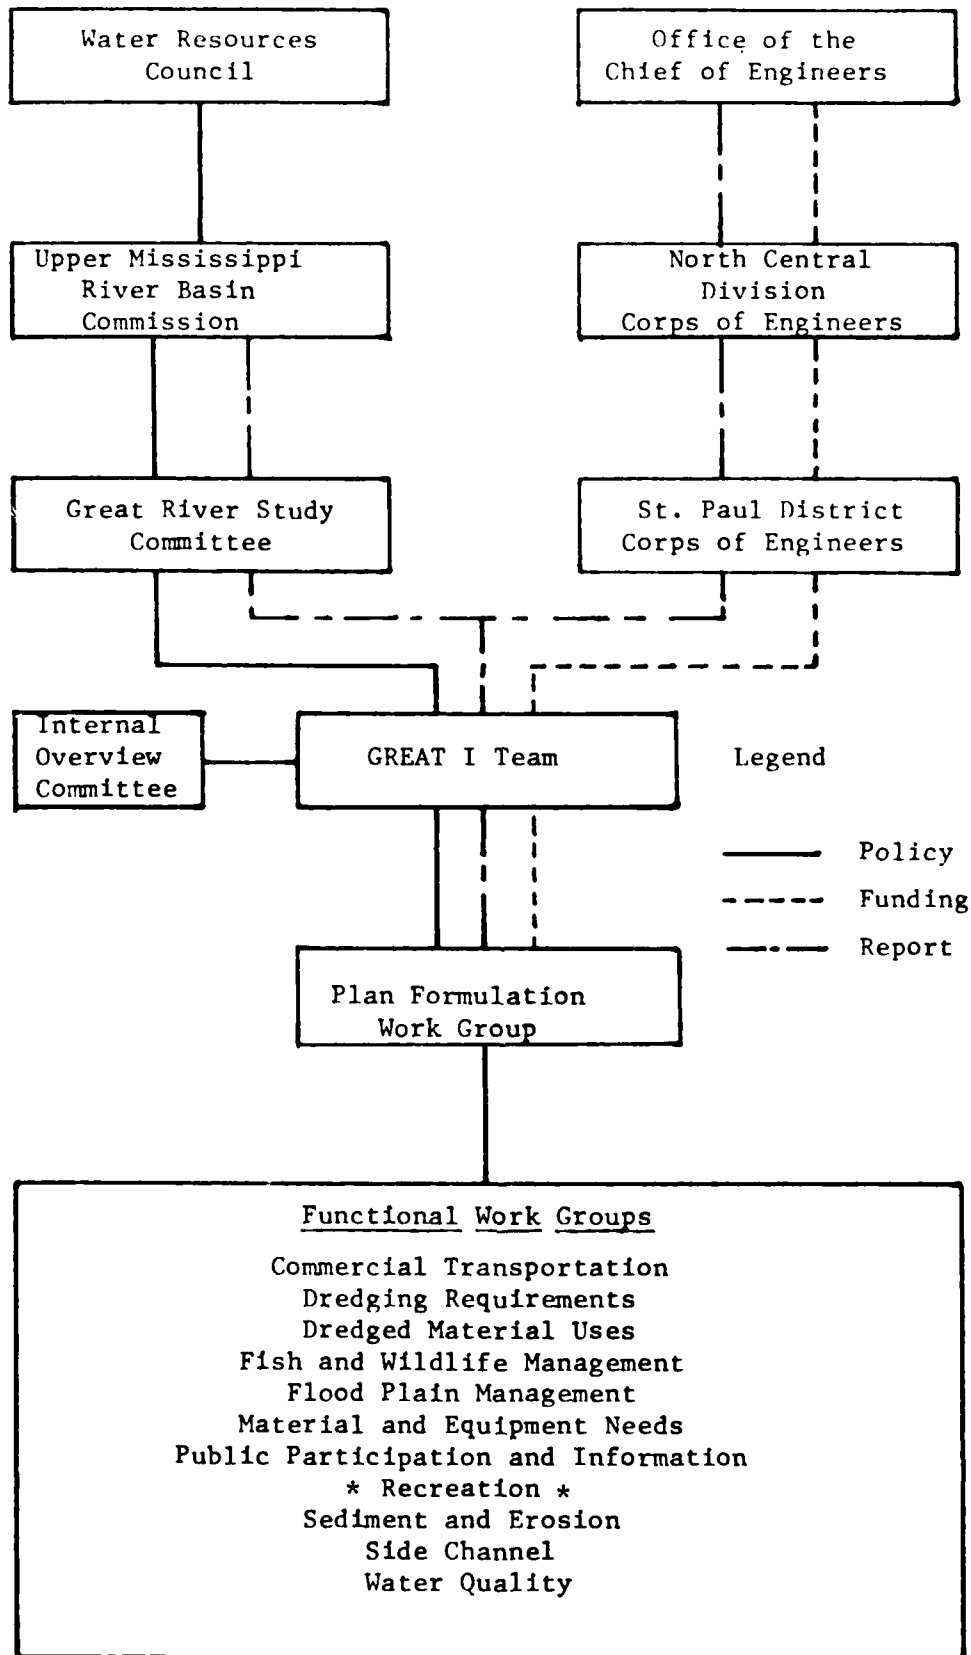 Water Resources
Council
Office of the
Chief of Engineers
Upper Mississippi
River Basin
Commission
North Central
Division
Corps of Engineers
Great River Study
Committee
St. Paul District
Corps of Engineers
Internal
Overview
Committee
GREAT I Team
Legend
Policy
Funding
Report
Plan Formulation
Work Group
Functional Work Groups
Commercial Transportation
Dredging Requirements
Dredged Material Uses
Fish and Wildlife Management
Flood Plain Management
Material and Equipment Needs
Public Participation and Information
* Recreation *
Sediment and Erosion
Side Channel
Water Quality